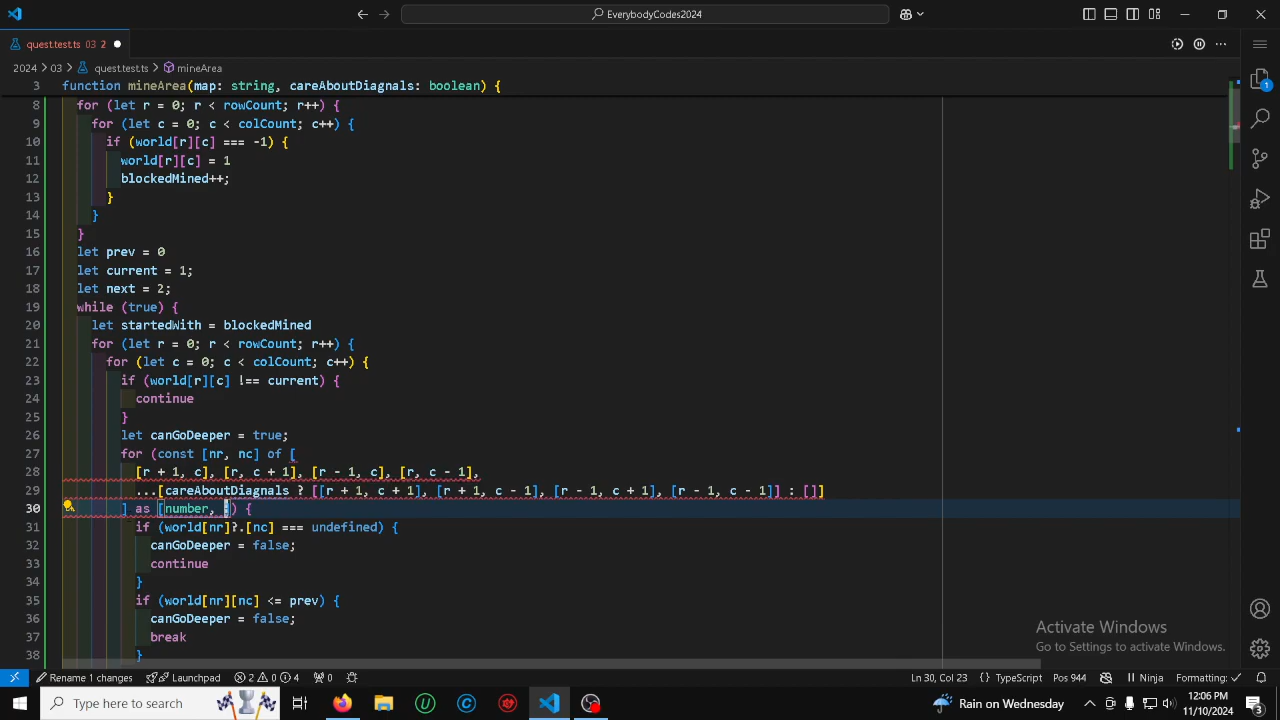 EverybodyCodes2024
quest.test.ts 03 2
2024 > 03 > quest.test.ts > mineArea
3 function mineArea(map: string, careAboutDiagnals: boolean) {
8 for (let r = 0; r < rowCount; r++) {
9 for (let c = 0; c < colCount; c++) {
10 if (world[r][c] === -1) {
11 world[r][c] = 1
12 blockedMined++;
13 }
14 }
15 }
16 let prev = 0
17 let current = 1;
18 let next = 2;
19 while (true) {
20 let startedWith = blockedMined
21 for (let r = 0; r < rowCount; r++) {
22 for (let c = 0; c < colCount; c++) {
23 if (world[r][c] !== current) {
24 continue
25 }
26 let canGoDeeper = true;
27 for (const [nr, nc] of [
28 [r + 1, c], [r, c + 1], [r - 1, c], [r, c - 1],
29 ...[careAboutDiagnals ? [[r + 1, c + 1], [r + 1, c - 1], [r - 1, c + 1], [r - 1, c - 1]] : []]
30 ] as [number, ]) {
31 if (world[nr]?.[nc] === undefined) {
32 canGoDeeper = false;
33 continue
34 }
35 if (world[nr][nc] <= prev) {
36 canGoDeeper = false;
37 break
38 }
1
Activate Windows
Go to Settings to activate Windows.
Rename 1 changes Launchpad 2 0 4 0 Ln 30, Col 23 TypeScript Pos 944 Ninja Formatting:
Type here to search
Rain on Wednesday
12:06 PM
11/10/2024
3